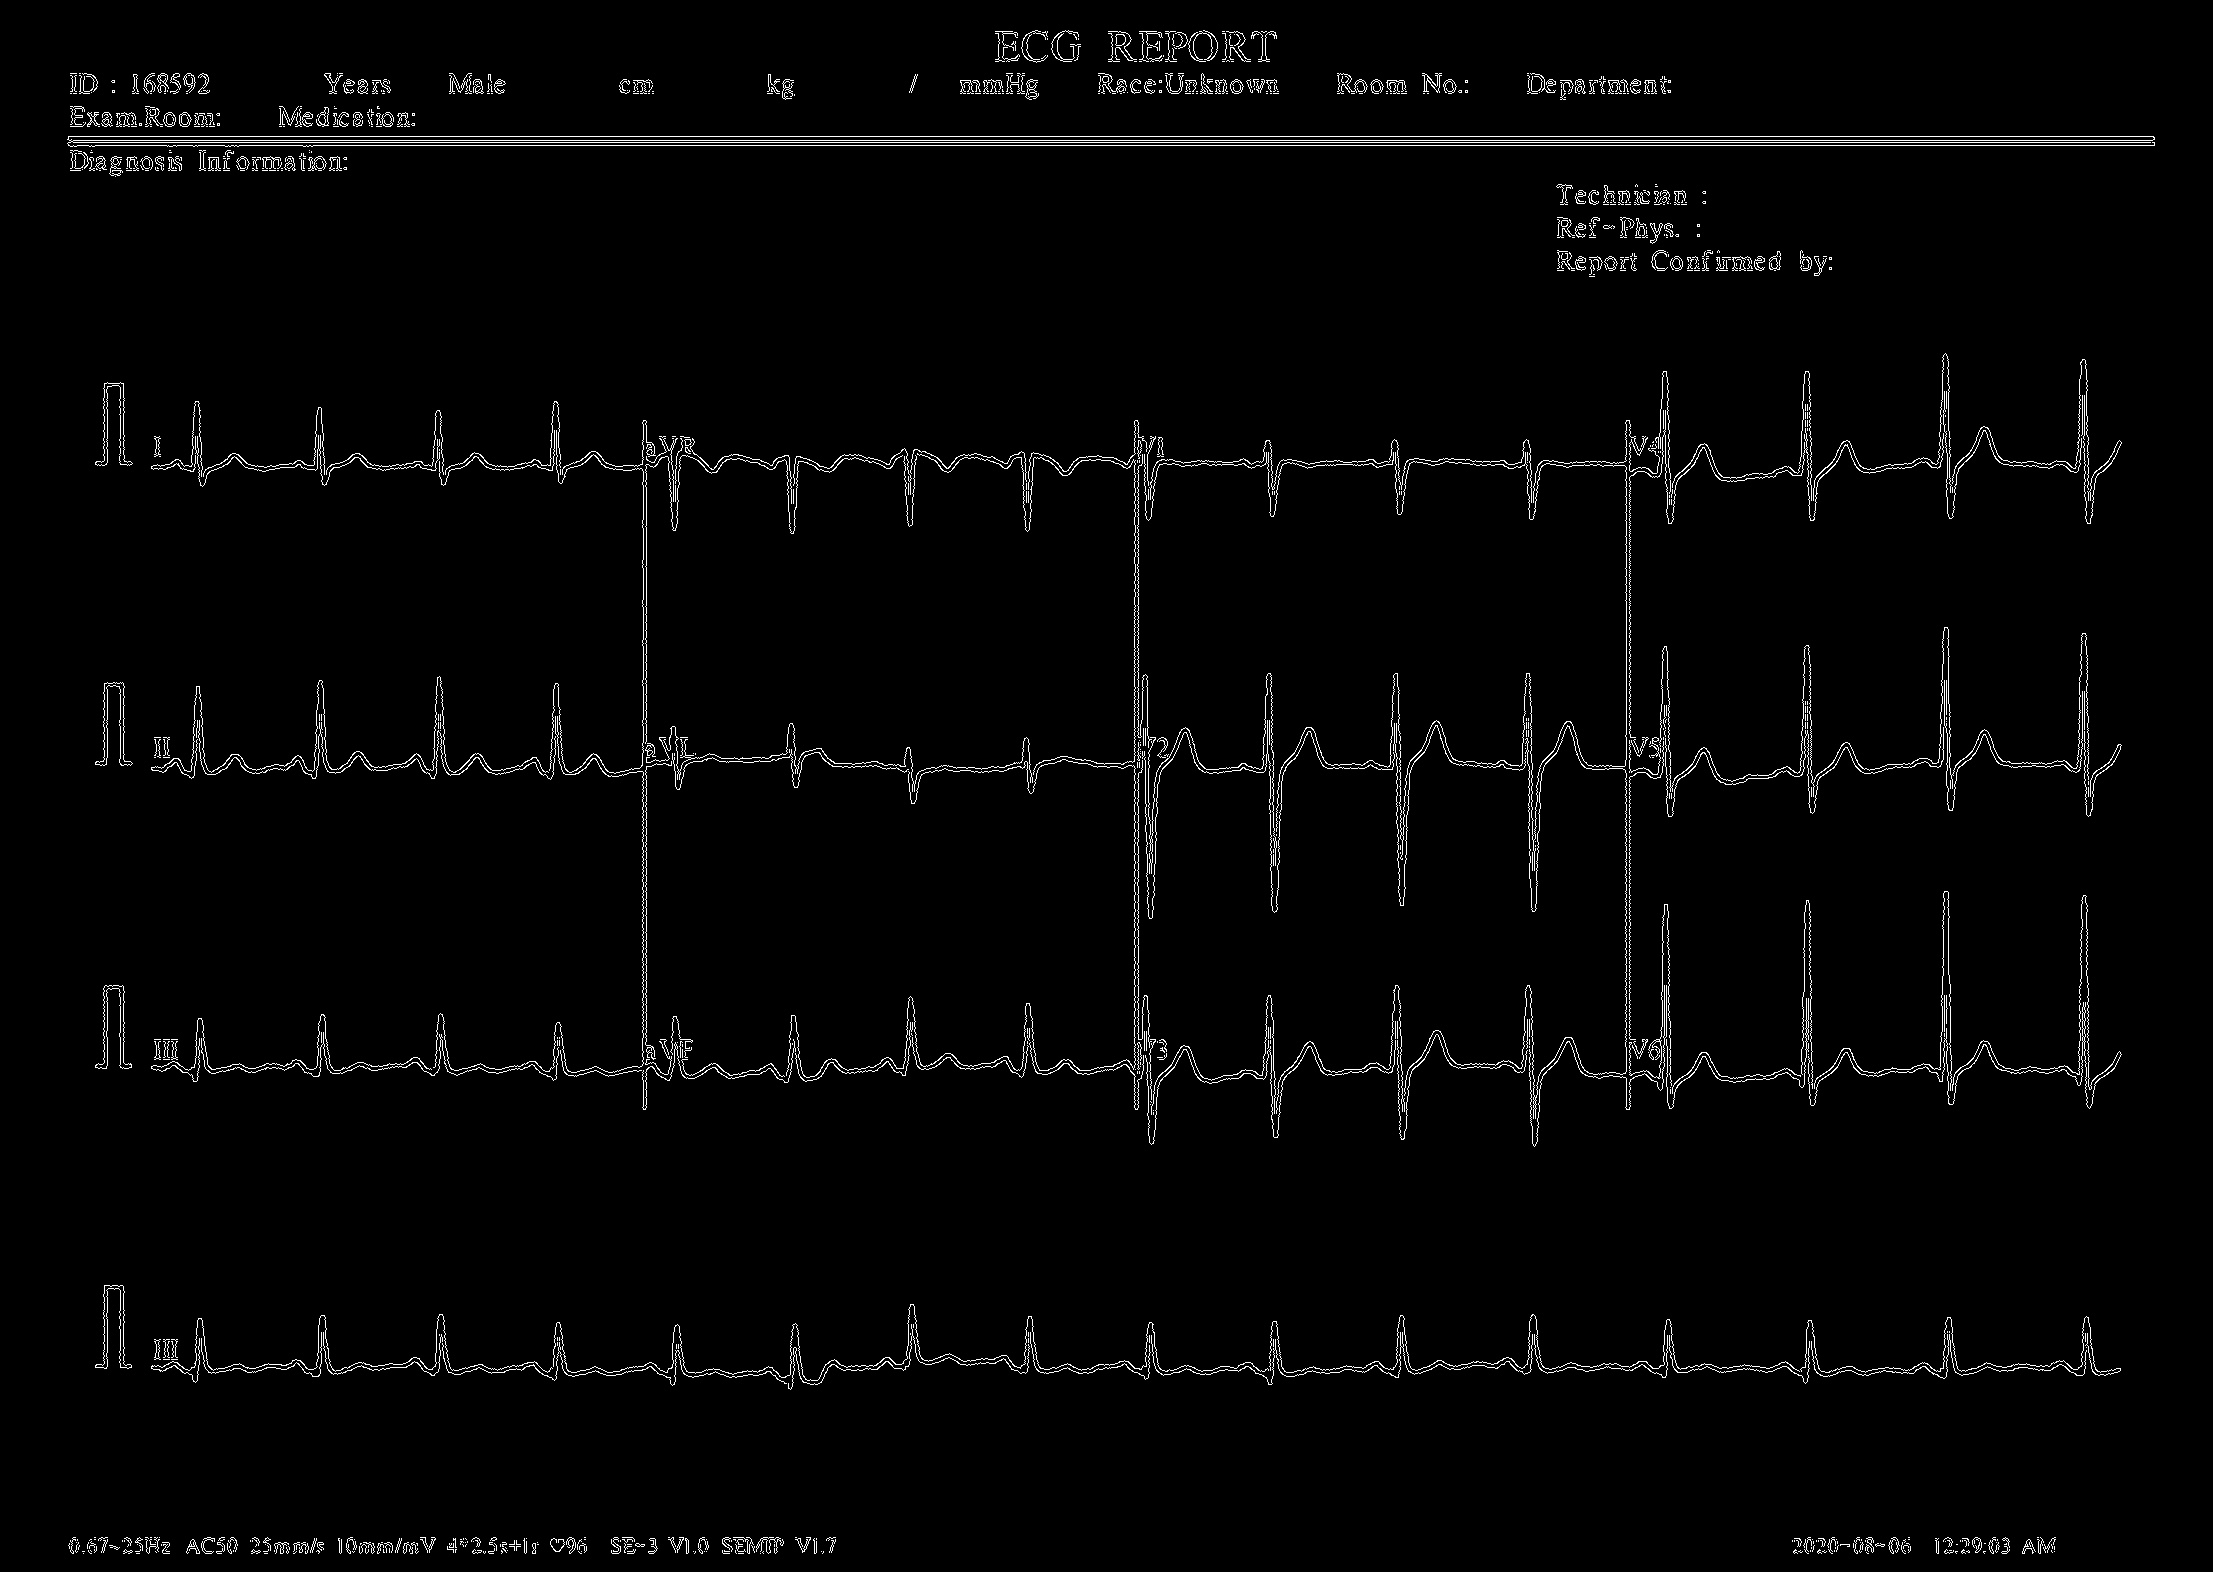 ECG REPORT
ID : 168592 Years Male cm kg / mmHg Race:Unknown Room No.: Department:
Exam.Room: Medication:
Diagnosis Information:
Technician :
Ref-Phys. :
Report Confirmed by:
I aVR V1 V4
II aVL V2 V5
III aVF V3 V6
III
0.67~25Hz AC50 25mm/s 10mm/mV 4*2.5s+1r ♡96 SE-3 V1.0 SEMIP V1.7 2020-08-06 12:29:03 AM